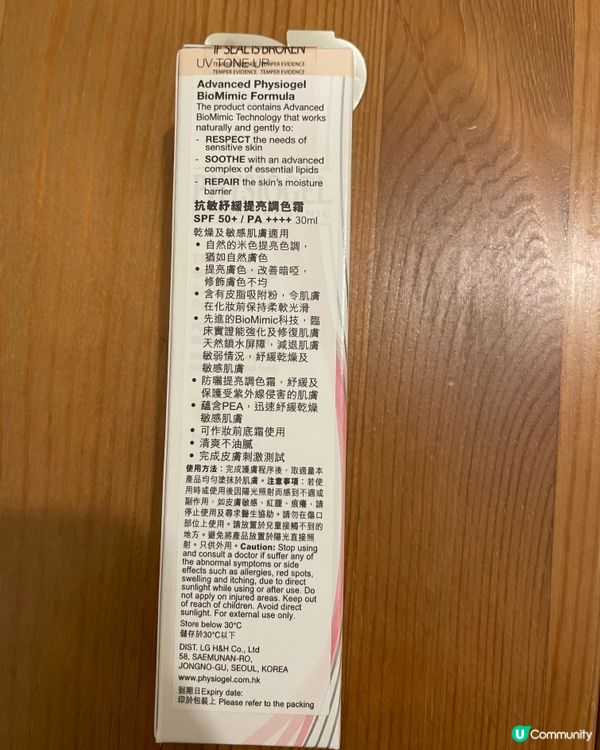 IF SEAL IS BROKEN
UV TONE UP
TEMPER EVIDENCE . TEMPER EVIDENCE
Advanced Physiogel
BioMimic Formula
The product contains Advanced
BioMimic Technology that works
naturally and gently to:
- RESPECT the needs of
sensitive skin
- SOOTHE with an advanced
complex of essential lipids
- REPAIR the skin's moisture
barrier
抗敏紓緩提亮調色霜
SPF 50+ / PA ++++ 30ml
乾燥及敏感肌膚適用
• 自然的米色提亮色調，
猶如自然膚色
• 提亮膚色，改善暗啞，
修飾膚色不均
• 含有皮脂吸附粉，令肌膚
在化妝前保持柔軟光滑
• 先進的BioMimic科技，臨
床實證能強化及修復肌膚
天然鎖水屏障，減退肌膚
敏弱情況，紓緩乾燥及
敏感肌膚
• 防曬提亮調色霜，紓緩及
保護受紫外線侵害的肌膚
• 蘊含PEA，迅速紓緩乾燥
敏感肌膚
• 可作妝前底霜使用
• 清爽不油膩
• 完成皮膚刺激測試
使用方法：完成護膚程序後，取適量本
產品均勻塗抹於肌膚。注意事項：若使
用時或使用後因陽光照射而感到不適或
副作用，如皮膚敏感、紅腫、痕癢，請
停止使用及尋求醫生協助。請勿在傷口
部位上使用。請放置於兒童接觸不到的
地方。避免將產品放置於陽光直接照
射。只供外用。Caution: Stop using
and consult a doctor if suffer any of
the abnormal symptoms or side
effects such as allergies, red spots,
swelling and itching, due to direct
sunlight while using or after use. Do
not apply on injured areas. Keep out
of reach of children. Avoid direct
sunlight. For external use only.
Store below 30°C
儲存於30°C以下
DIST. LG H&H Co., Ltd
58, SAEMUNAN-RO,
JONGNO-GU, SEOUL, KOREA
www.physiogel.com.hk
到期日Expiry date:
印於包裝上 Please refer to the packing
U Community